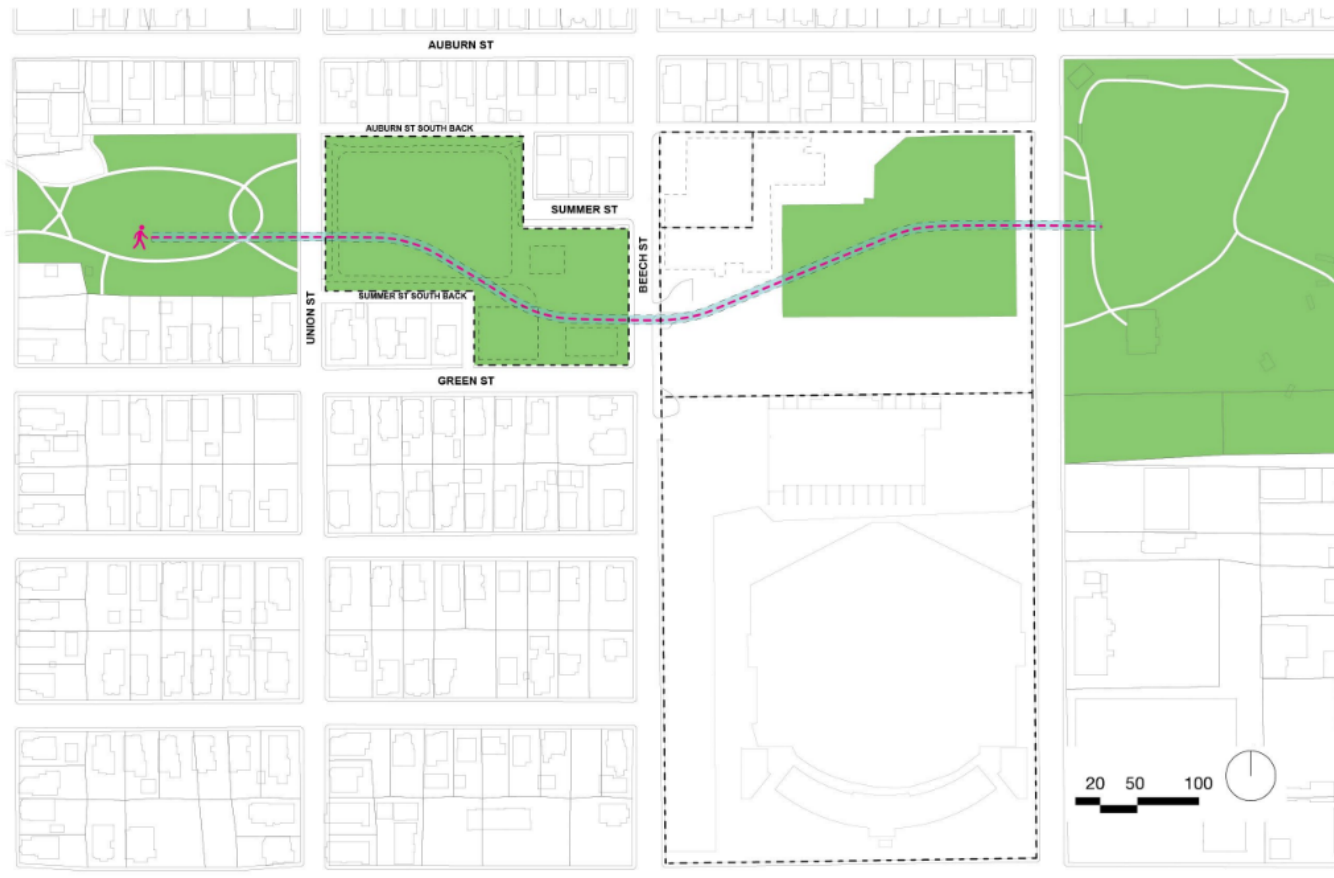 AUBURN ST
AUBURN ST SOUTH BACK
SUMMER ST
BEECH ST
SUMMER ST SOUTH BACK
UNION ST
GREEN ST
20 50 100